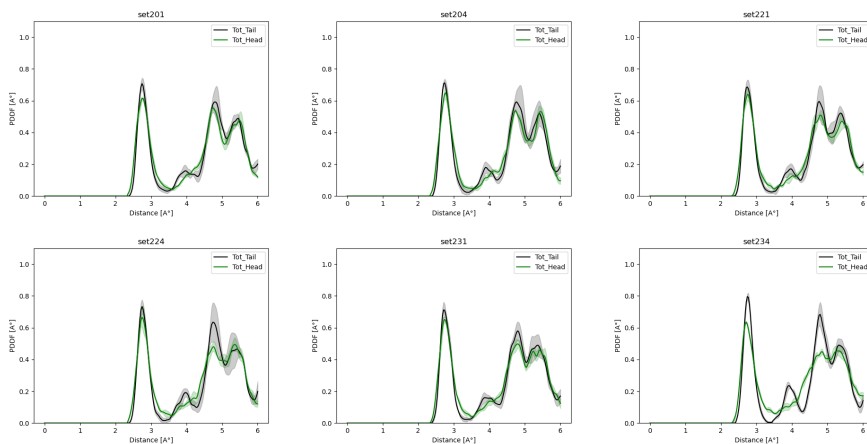 set201
Tot_Tail
Tot_Head
PDDF [A°]
1.0
0.8
0.6
0.4
0.2
0.0
0 1 2 3 4 5 6
Distance [A°]
set204
Tot_Tail
Tot_Head
PDDF [A°]
1.0
0.8
0.6
0.4
0.2
0.0
0 1 2 3 4 5 6
Distance [A°]
set221
Tot_Tail
Tot_Head
PDDF [A°]
1.0
0.8
0.6
0.4
0.2
0.0
0 1 2 3 4 5 6
Distance [A°]
set224
Tot_Tail
Tot_Head
PDDF [A°]
1.0
0.8
0.6
0.4
0.2
0.0
0 1 2 3 4 5 6
Distance [A°]
set231
Tot_Tail
Tot_Head
PDDF [A°]
1.0
0.8
0.6
0.4
0.2
0.0
0 1 2 3 4 5 6
Distance [A°]
set234
Tot_Tail
Tot_Head
PDDF [A°]
1.0
0.8
0.6
0.4
0.2
0.0
0 1 2 3 4 5 6
Distance [A°]